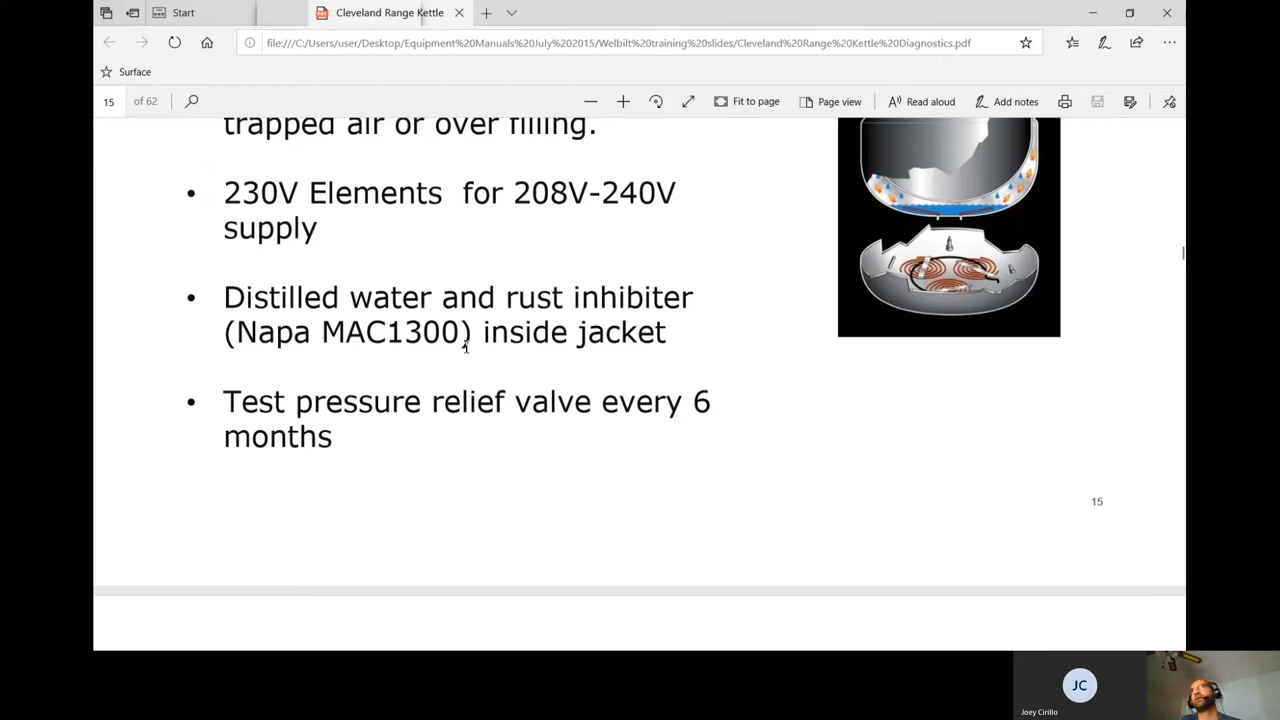 Start
Cleveland Range Kettle
file:///C:/Users/user/Desktop/Equipment%20Manuals%20July%202015/Welbilt%20training%20slides/Cleveland%20Range%20Kettle%20Diagnostics.pdf
Surface
15 of 62
Fit to page
Page view
Read aloud
Add notes
trapped air or over filling.
• 230V Elements for 208V-240V
supply
• Distilled water and rust inhibiter
(Napa MAC1300) inside jacket
• Test pressure relief valve every 6
months
15
JC
Joey Cirillo